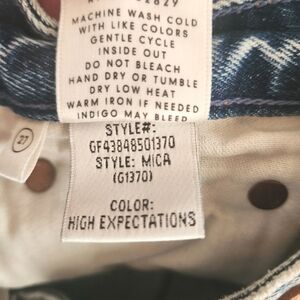 MACHINE WASH COLD
WITH LIKE COLORS
GENTLE CYCLE
INSIDE OUT
DO NOT BLEACH
HAND DRY OR TUMBLE
DRY LOW HEAT
WARM IRON IF NEEDED
INDIGO MAY BLEED
STYLE#:
GF43848501370
STYLE: MICA
(G1370)
COLOR:
HIGH EXPECTATIONS
27